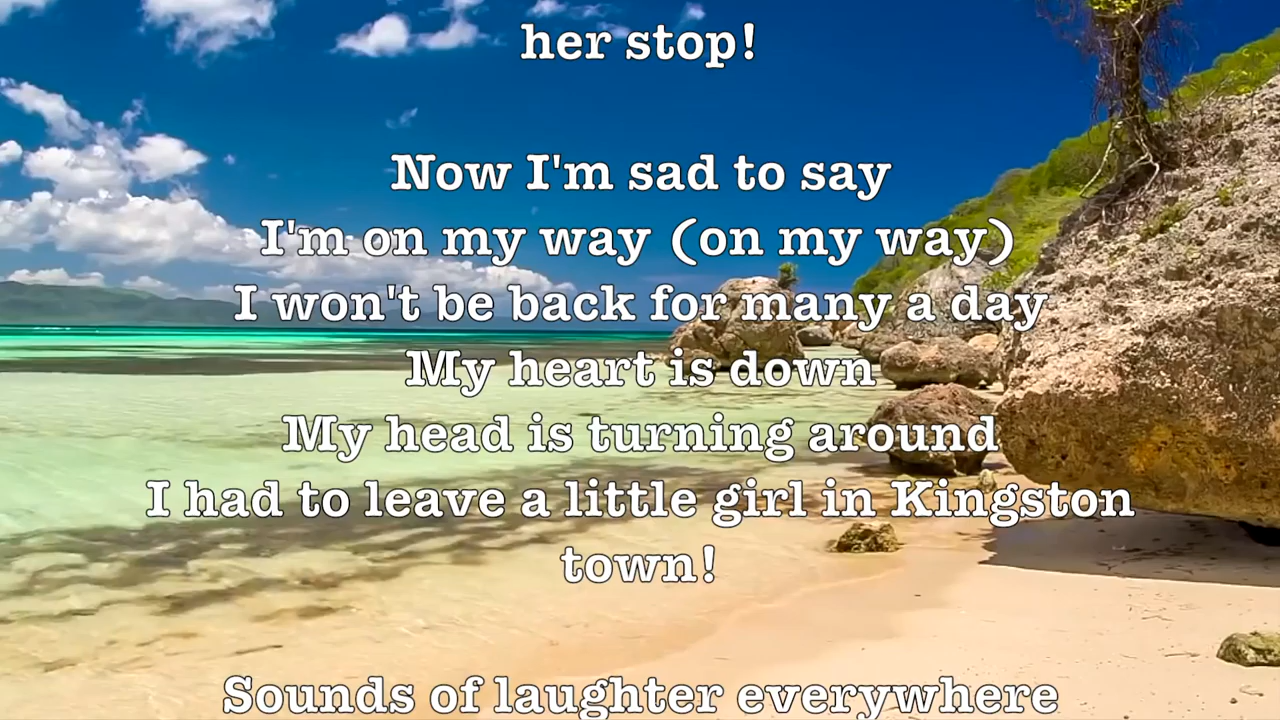 her stop!
Now I'm sad to say
I'm on my way (on my way)
I won't be back for many a day
My heart is down
My head is turning around
I had to leave a little girl in Kingston
town!
Sounds of laughter everywhere